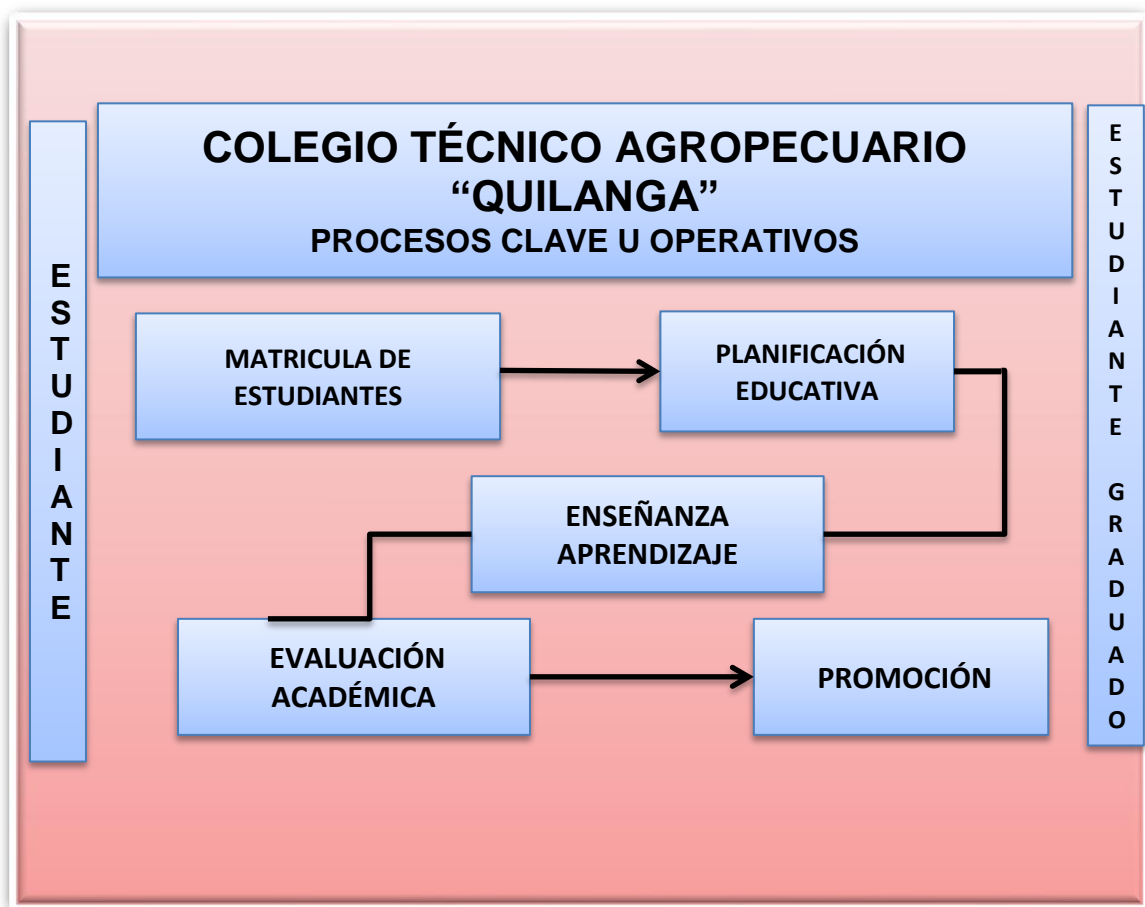 COLEGIO TÉCNICO AGROPECUARIO
“QUILANGA”
PROCESOS CLAVE U OPERATIVOS
ESTUDIANTE
MATRICULA DE
ESTUDIANTES
PLANIFICACIÓN
EDUCATIVA
ENSEÑANZA
APRENDIZAJE
EVALUACIÓN
ACADÉMICA
PROMOCIÓN
ESTUDIANTE GRADUADO